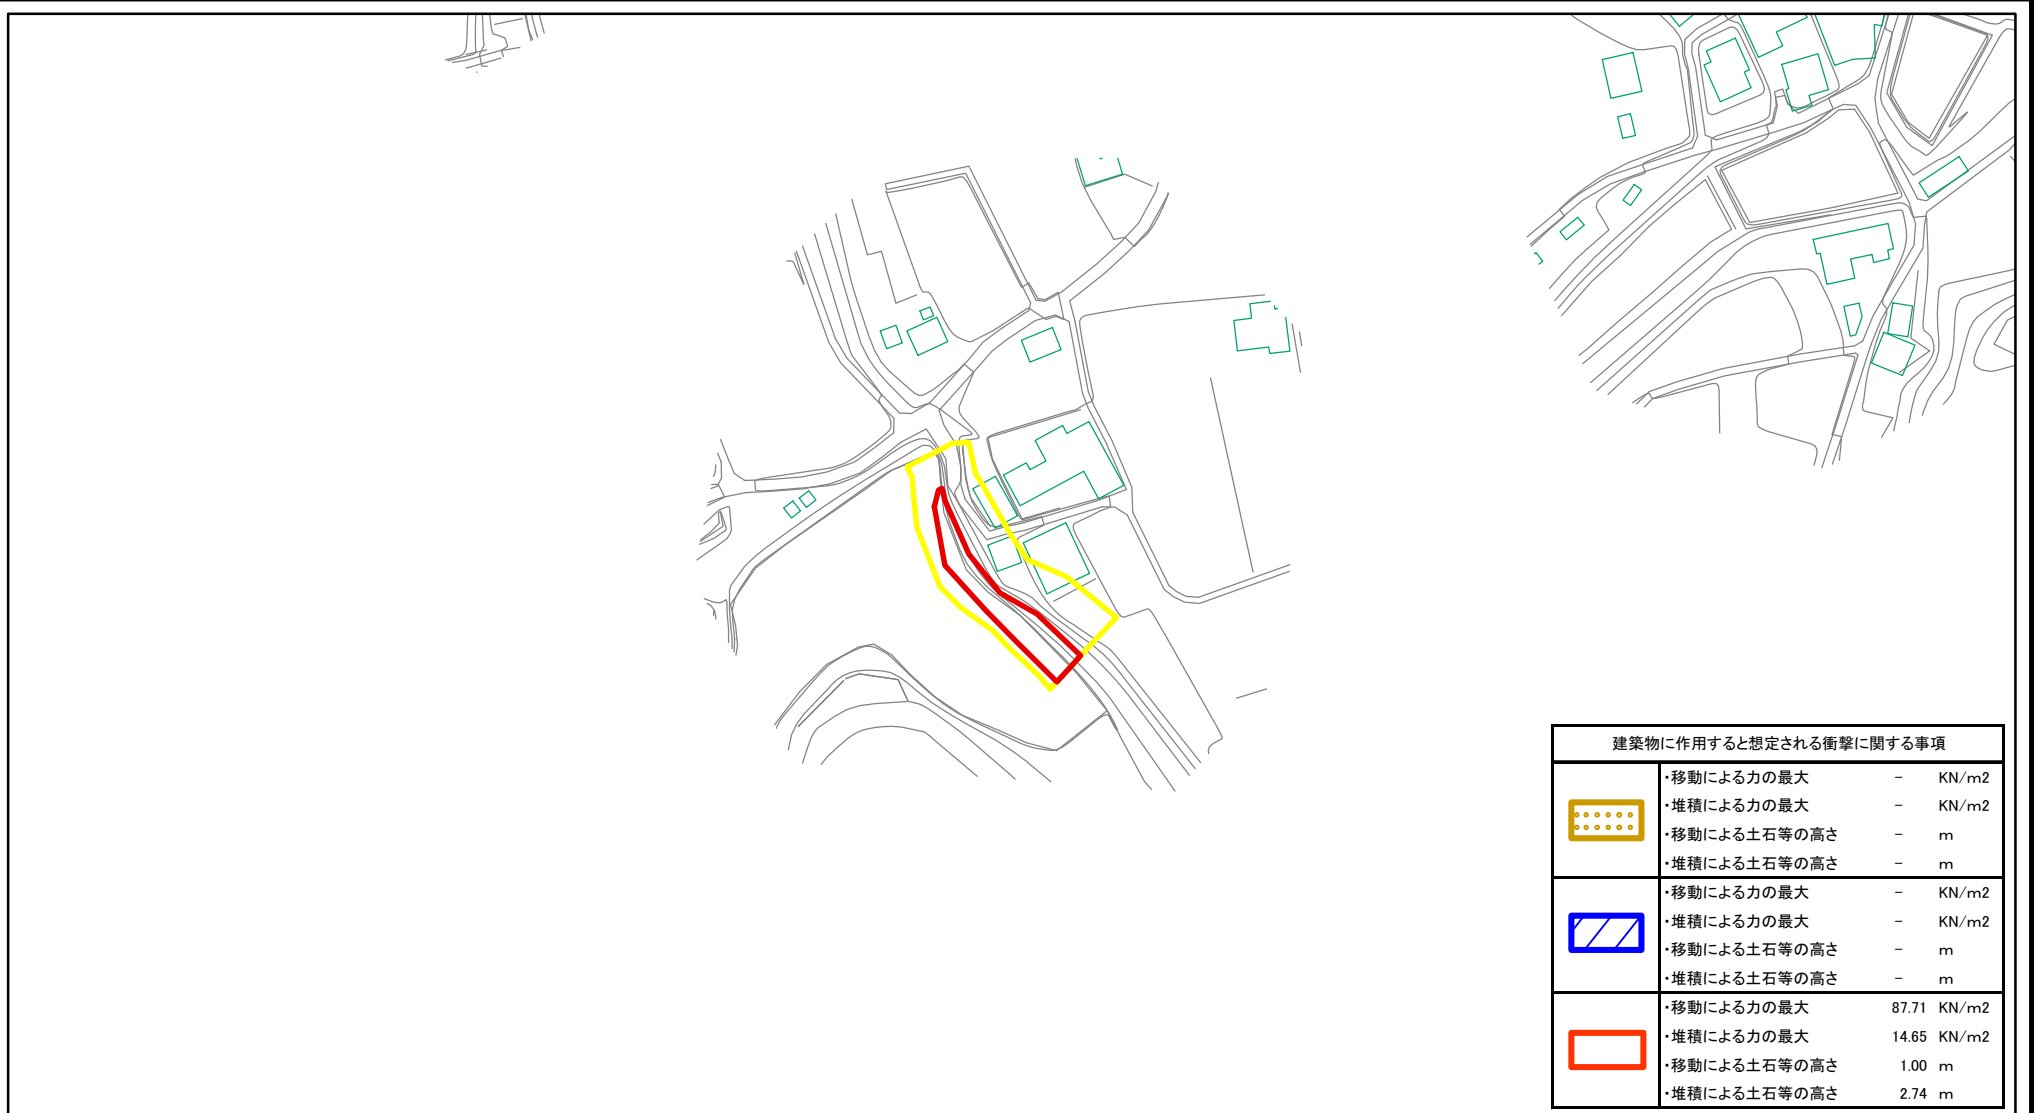 建築物に作用すると想定される衝撃に関する事項
・移動による力の最大 － KN/m2
・堆積による力の最大 － KN/m2
・移動による土石等の高さ － m
・堆積による土石等の高さ － m
・移動による力の最大 － KN/m2
・堆積による力の最大 － KN/m2
・移動による土石等の高さ － m
・堆積による土石等の高さ － m
・移動による力の最大 87.71 KN/m2
・堆積による力の最大 14.65 KN/m2
・移動による土石等の高さ 1.00 m
・堆積による土石等の高さ 2.74 m